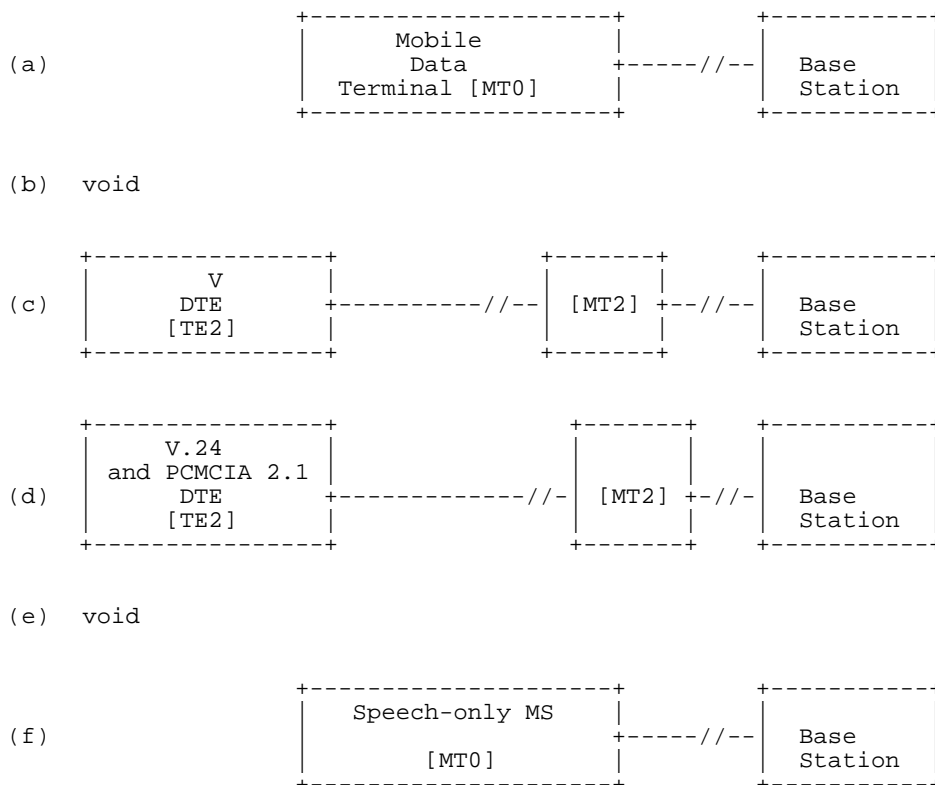 Mobile
(a) Data Base
Terminal [MT0] Station
(b) void
V
(c) DTE [MT2] Base
[TE2] Station
V.24
and PCMCIA 2.1
(d) DTE [MT2] Base
[TE2] Station
(e) void
Speech-only MS
(f) Base
[MT0] Station